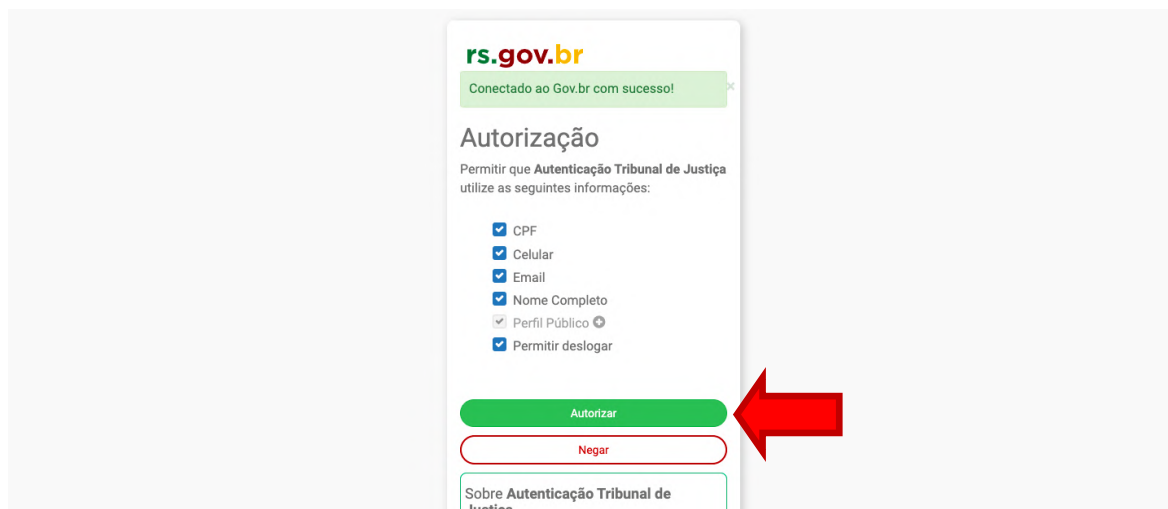 rs.gov.br
Conectado ao Gov.br com sucesso! ×
Autorização
Permitir que Autenticação Tribunal de Justiça
utilize as seguintes informações:
CPF
Celular
Email
Nome Completo
Perfil Público
Permitir deslogar
Autorizar
Negar
Sobre Autenticação Tribunal de
Justiça